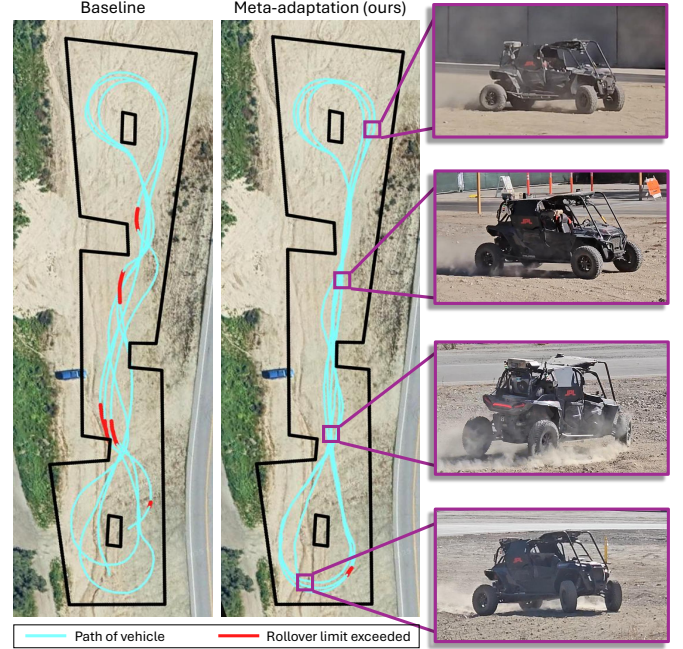 Baseline
Meta-adaptation (ours)
Path of vehicle
Rollover limit exceeded